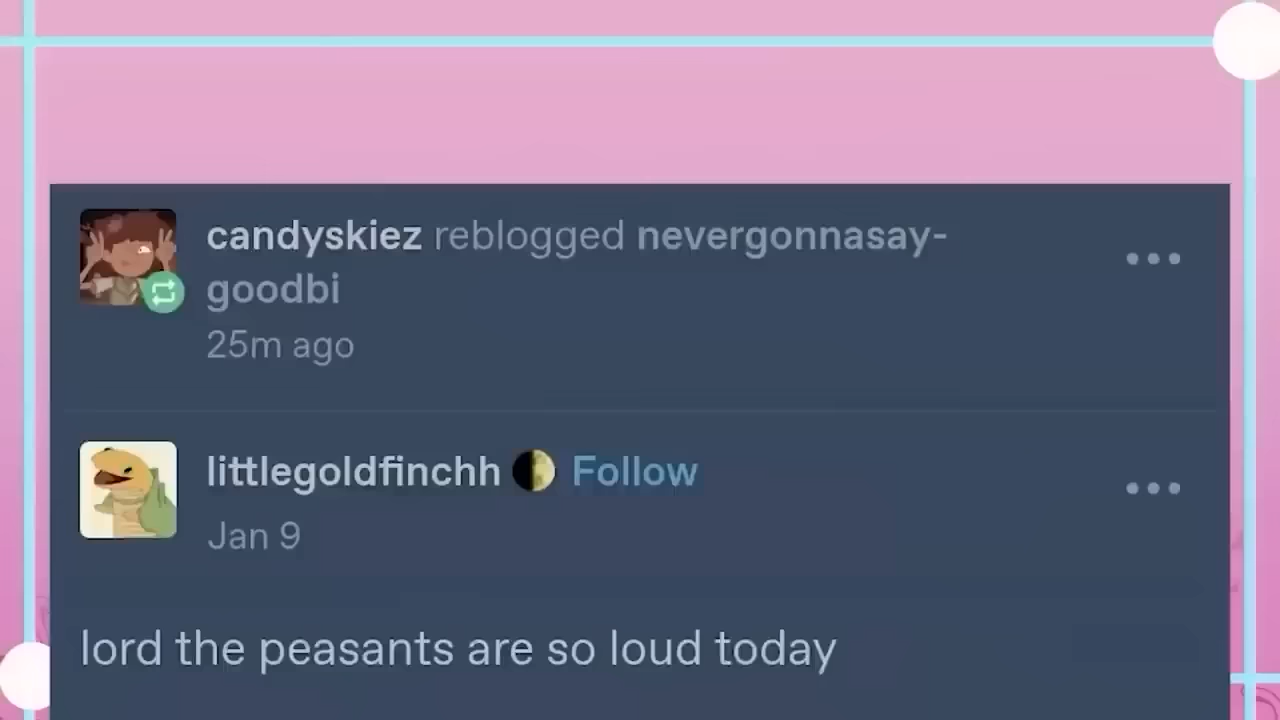 candyskiez reblogged nevergonnasay-
goodbi
25m ago
littlegoldfinchh Follow
Jan 9
lord the peasants are so loud today